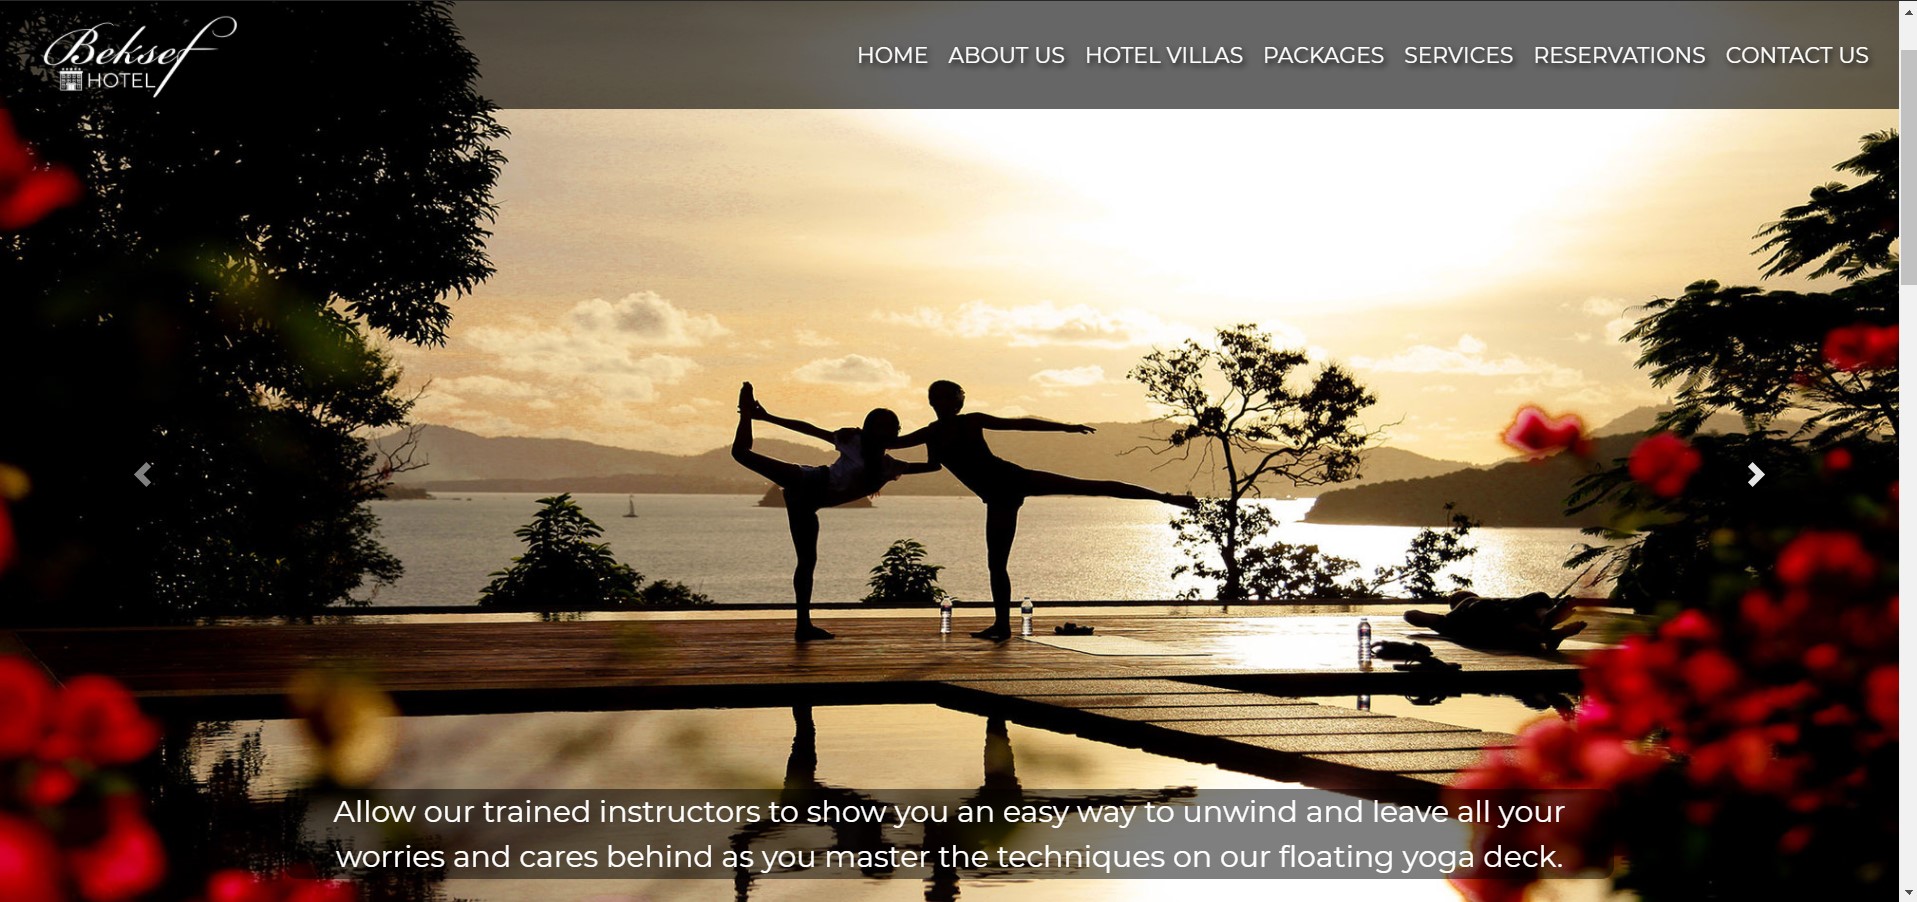 Beksef
HOTEL
HOME ABOUT US HOTEL VILLAS PACKAGES SERVICES RESERVATIONS CONTACT US
Allow our trained instructors to show you an easy way to unwind and leave all your
worries and cares behind as you master the techniques on our floating yoga deck.